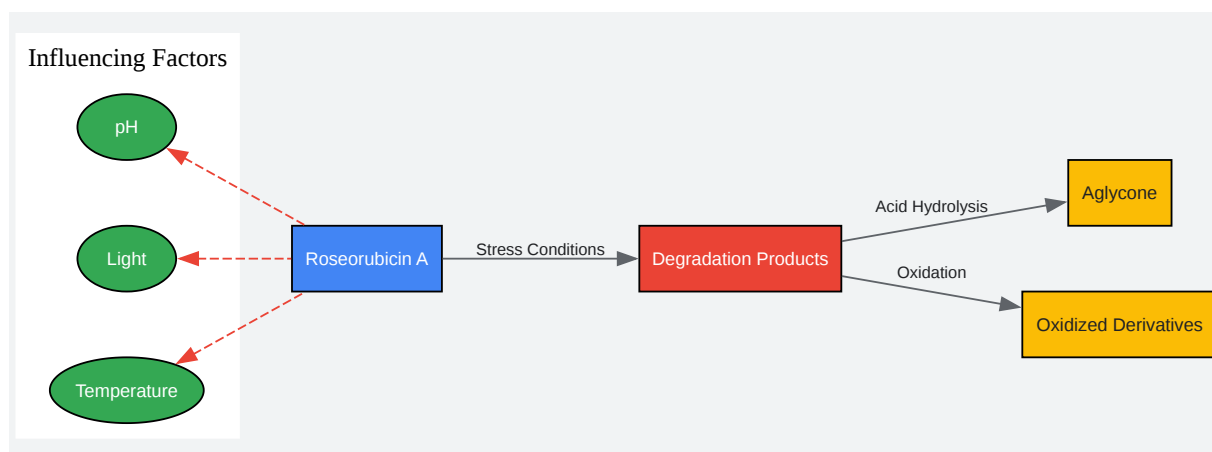 Influencing Factors
pH
Light
Temperature
Roseorubicin A
Stress Conditions
Degradation Products
Acid Hydrolysis
Oxidation
Aglycone
Oxidized Derivatives